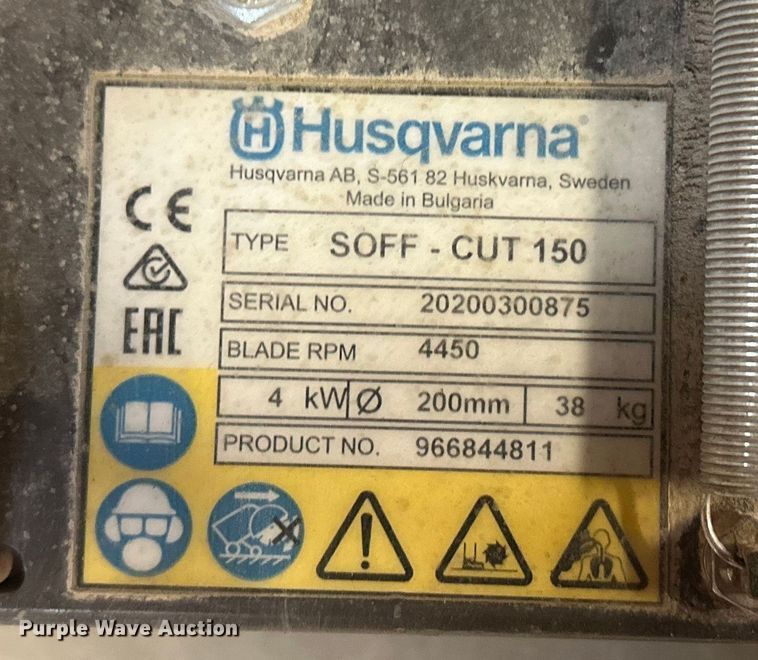 Husqvarna
Husqvarna AB, S-561 82 Huskvarna, Sweden
Made in Bulgaria
CE
TYPE SOFF - CUT 150
SERIAL NO. 20200300875
EAC
BLADE RPM 4450
4 kW Ø 200mm 38 kg
PRODUCT NO. 966844811
Purple Wave Auction